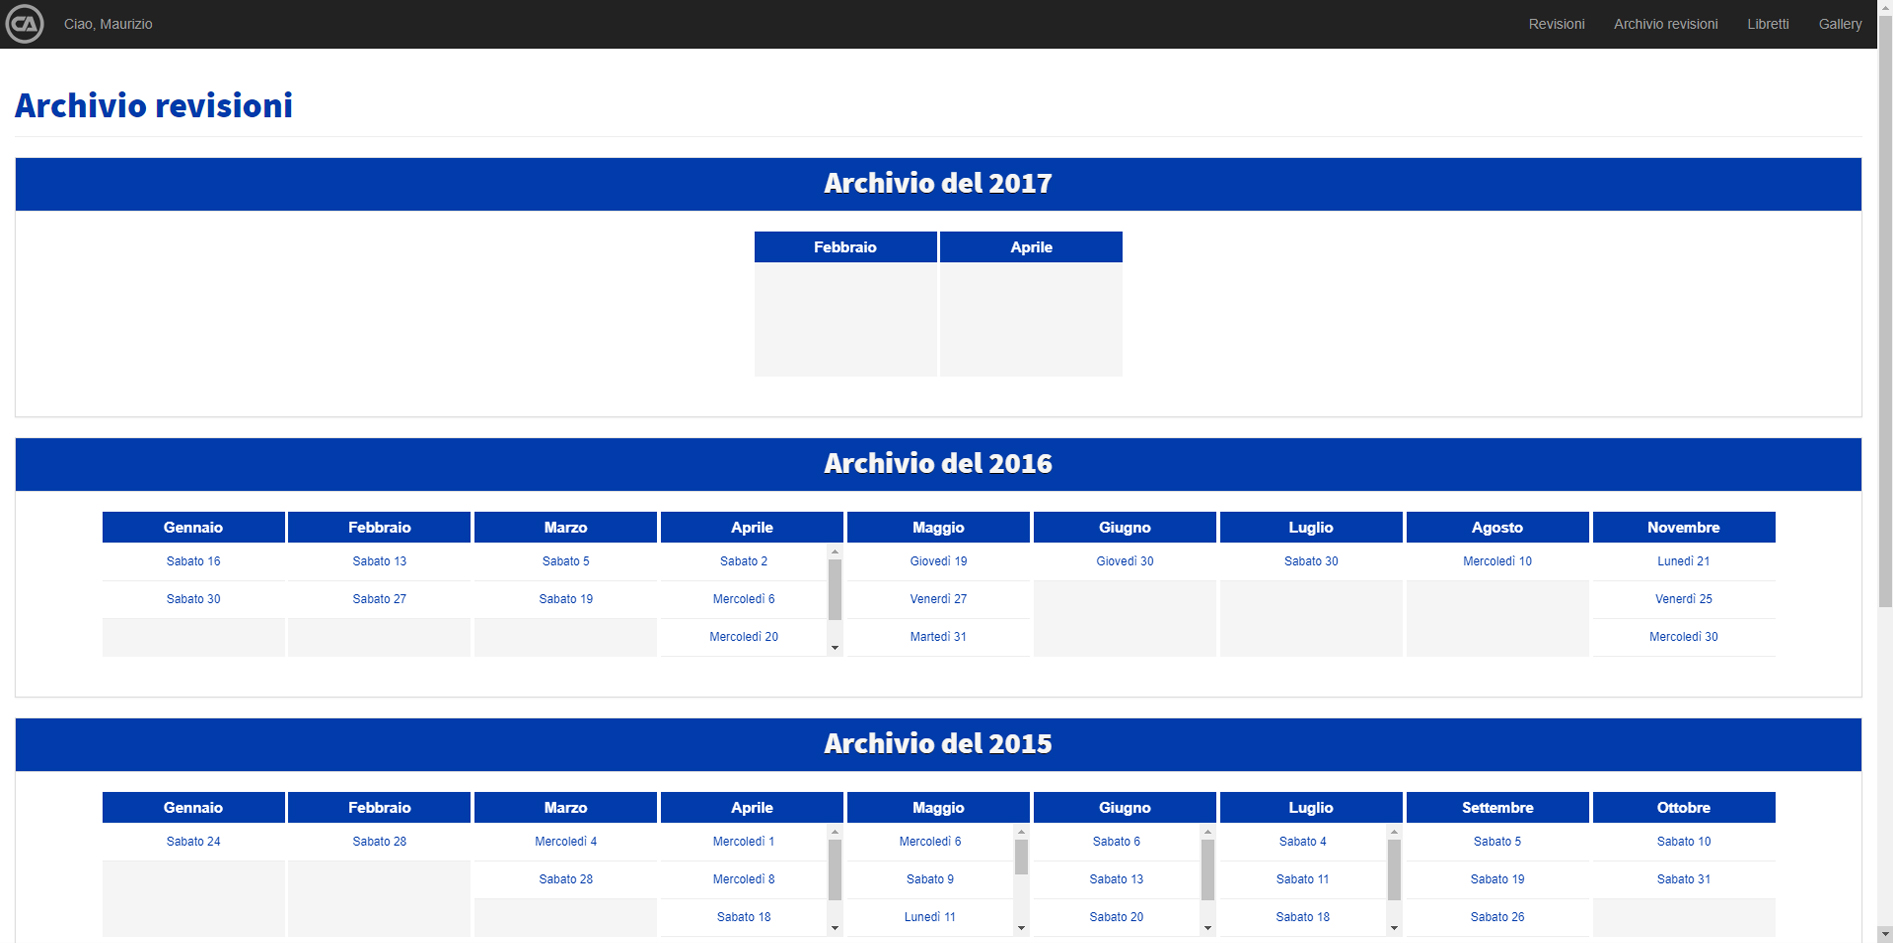 CA Ciao, Maurizio Revisioni Archivio revisioni Libretti Gallery
Archivio revisioni
Archivio del 2017
Febbraio Aprile
Archivio del 2016
Gennaio Febbraio Marzo Aprile Maggio Giugno Luglio Agosto Novembre
Sabato 16 Sabato 13 Sabato 5 Sabato 2 Giovedì 19 Giovedì 30 Sabato 30 Mercoledì 10 Lunedì 21
Sabato 30 Sabato 27 Sabato 19 Mercoledì 6 Venerdì 27 Venerdì 25
Mercoledì 20 Martedì 31 Mercoledì 30
Archivio del 2015
Gennaio Febbraio Marzo Aprile Maggio Giugno Luglio Settembre Ottobre
Sabato 24 Sabato 28 Mercoledì 4 Mercoledì 1 Mercoledì 6 Sabato 6 Sabato 4 Sabato 5 Sabato 10
Sabato 28 Mercoledì 8 Sabato 9 Sabato 13 Sabato 11 Sabato 19 Sabato 31
Sabato 18 Lunedì 11 Sabato 20 Sabato 18 Sabato 26